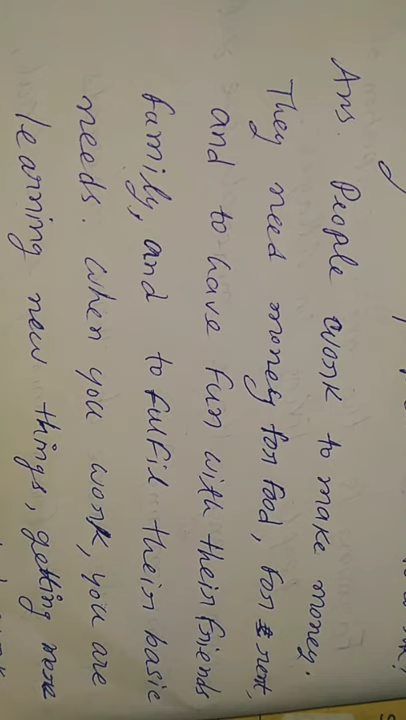 Ans. People work to make money.
They need money for food, for rent,
and to have fun with their friends
family, and to fulfil their basic
needs. When you work, you are
learning new things, getting more